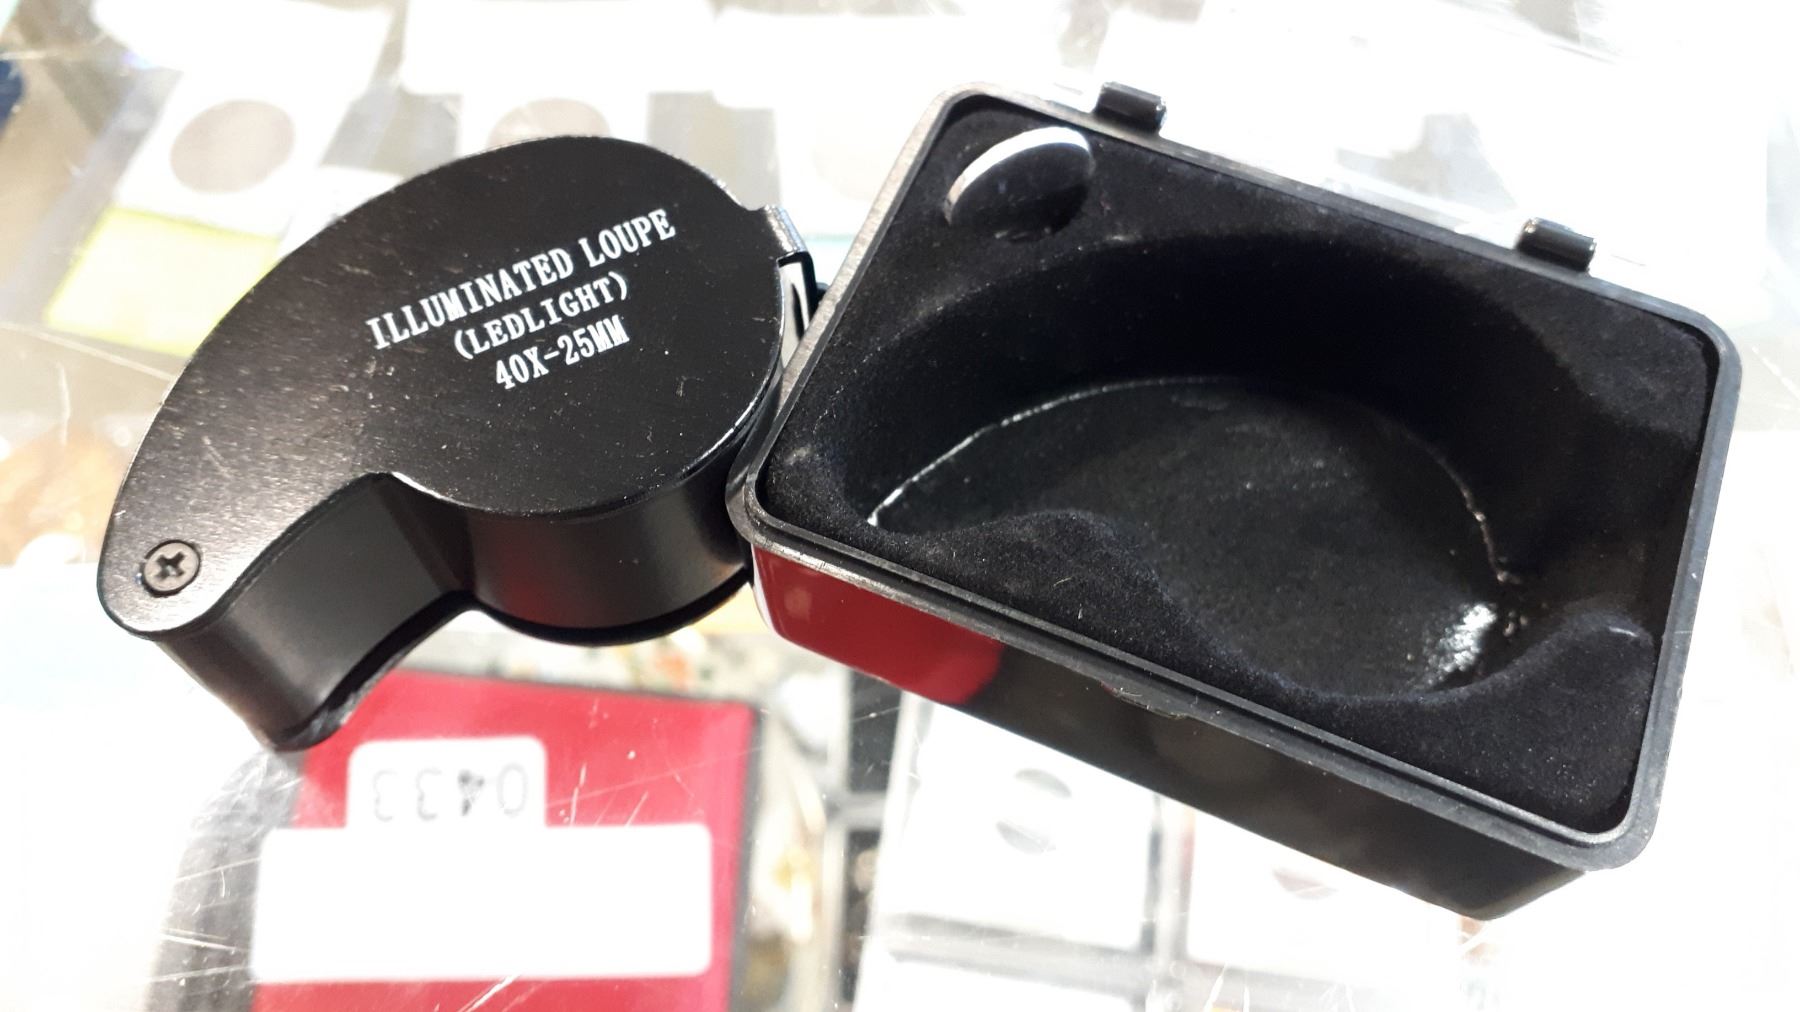 ILLUMINATED LOUPE
(LEDLIGHT)
40X-25MM
0433